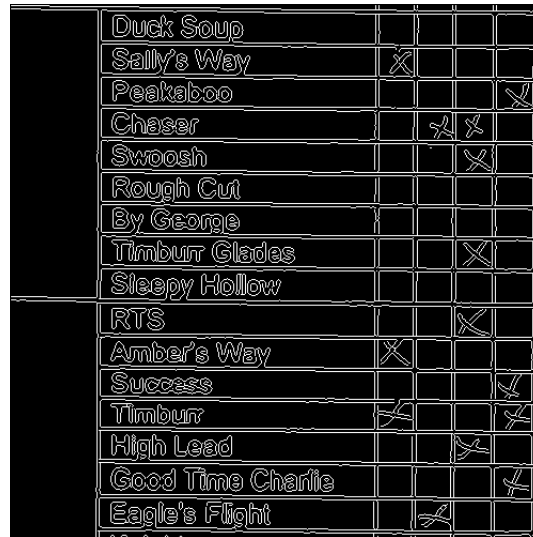 Duck Soup
Sally's Way
Peakaboo
Chaser
Swoosh
Rough Cut
By George
Timburr Glades
Sleepy Hollow
RTS
Amber's Way
Success
Timburr
High Lead
Good Time Charlie
Eagle's Flight